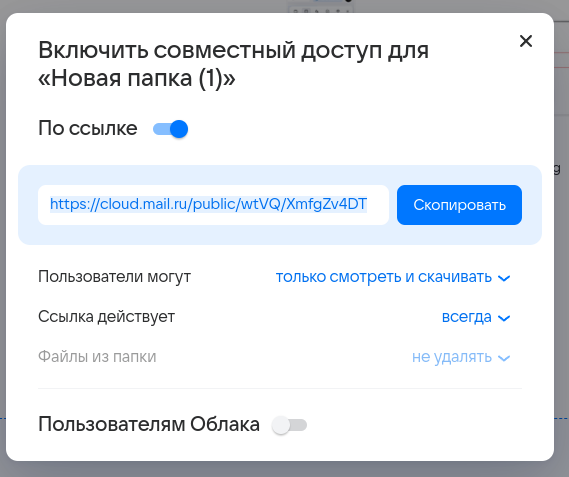 Включить совместный доступ для
«Новая папка (1)»
По ссылке
https://cloud.mail.ru/public/wtVQ/XmfgZv4DT
Скопировать
Пользователи могут
только смотреть и скачивать
Ссылка действует
всегда
Файлы из папки
не удалять
Пользователям Облака